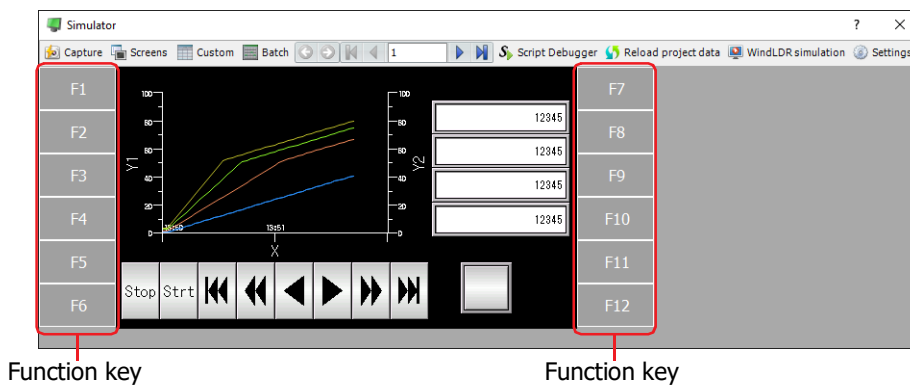 Simulator ? ×
Capture Screens Custom Batch 1 Script Debugger Reload project data WindLDR simulation Settings
F1
F2
F3
F4
F5
F6
100
80
60
40
20
0
Y1
13:51
X
100
80
60
40
20
0
Y2
12345
12345
12345
12345
Stop Strt
F7
F8
F9
F10
F11
F12
Function key
Function key